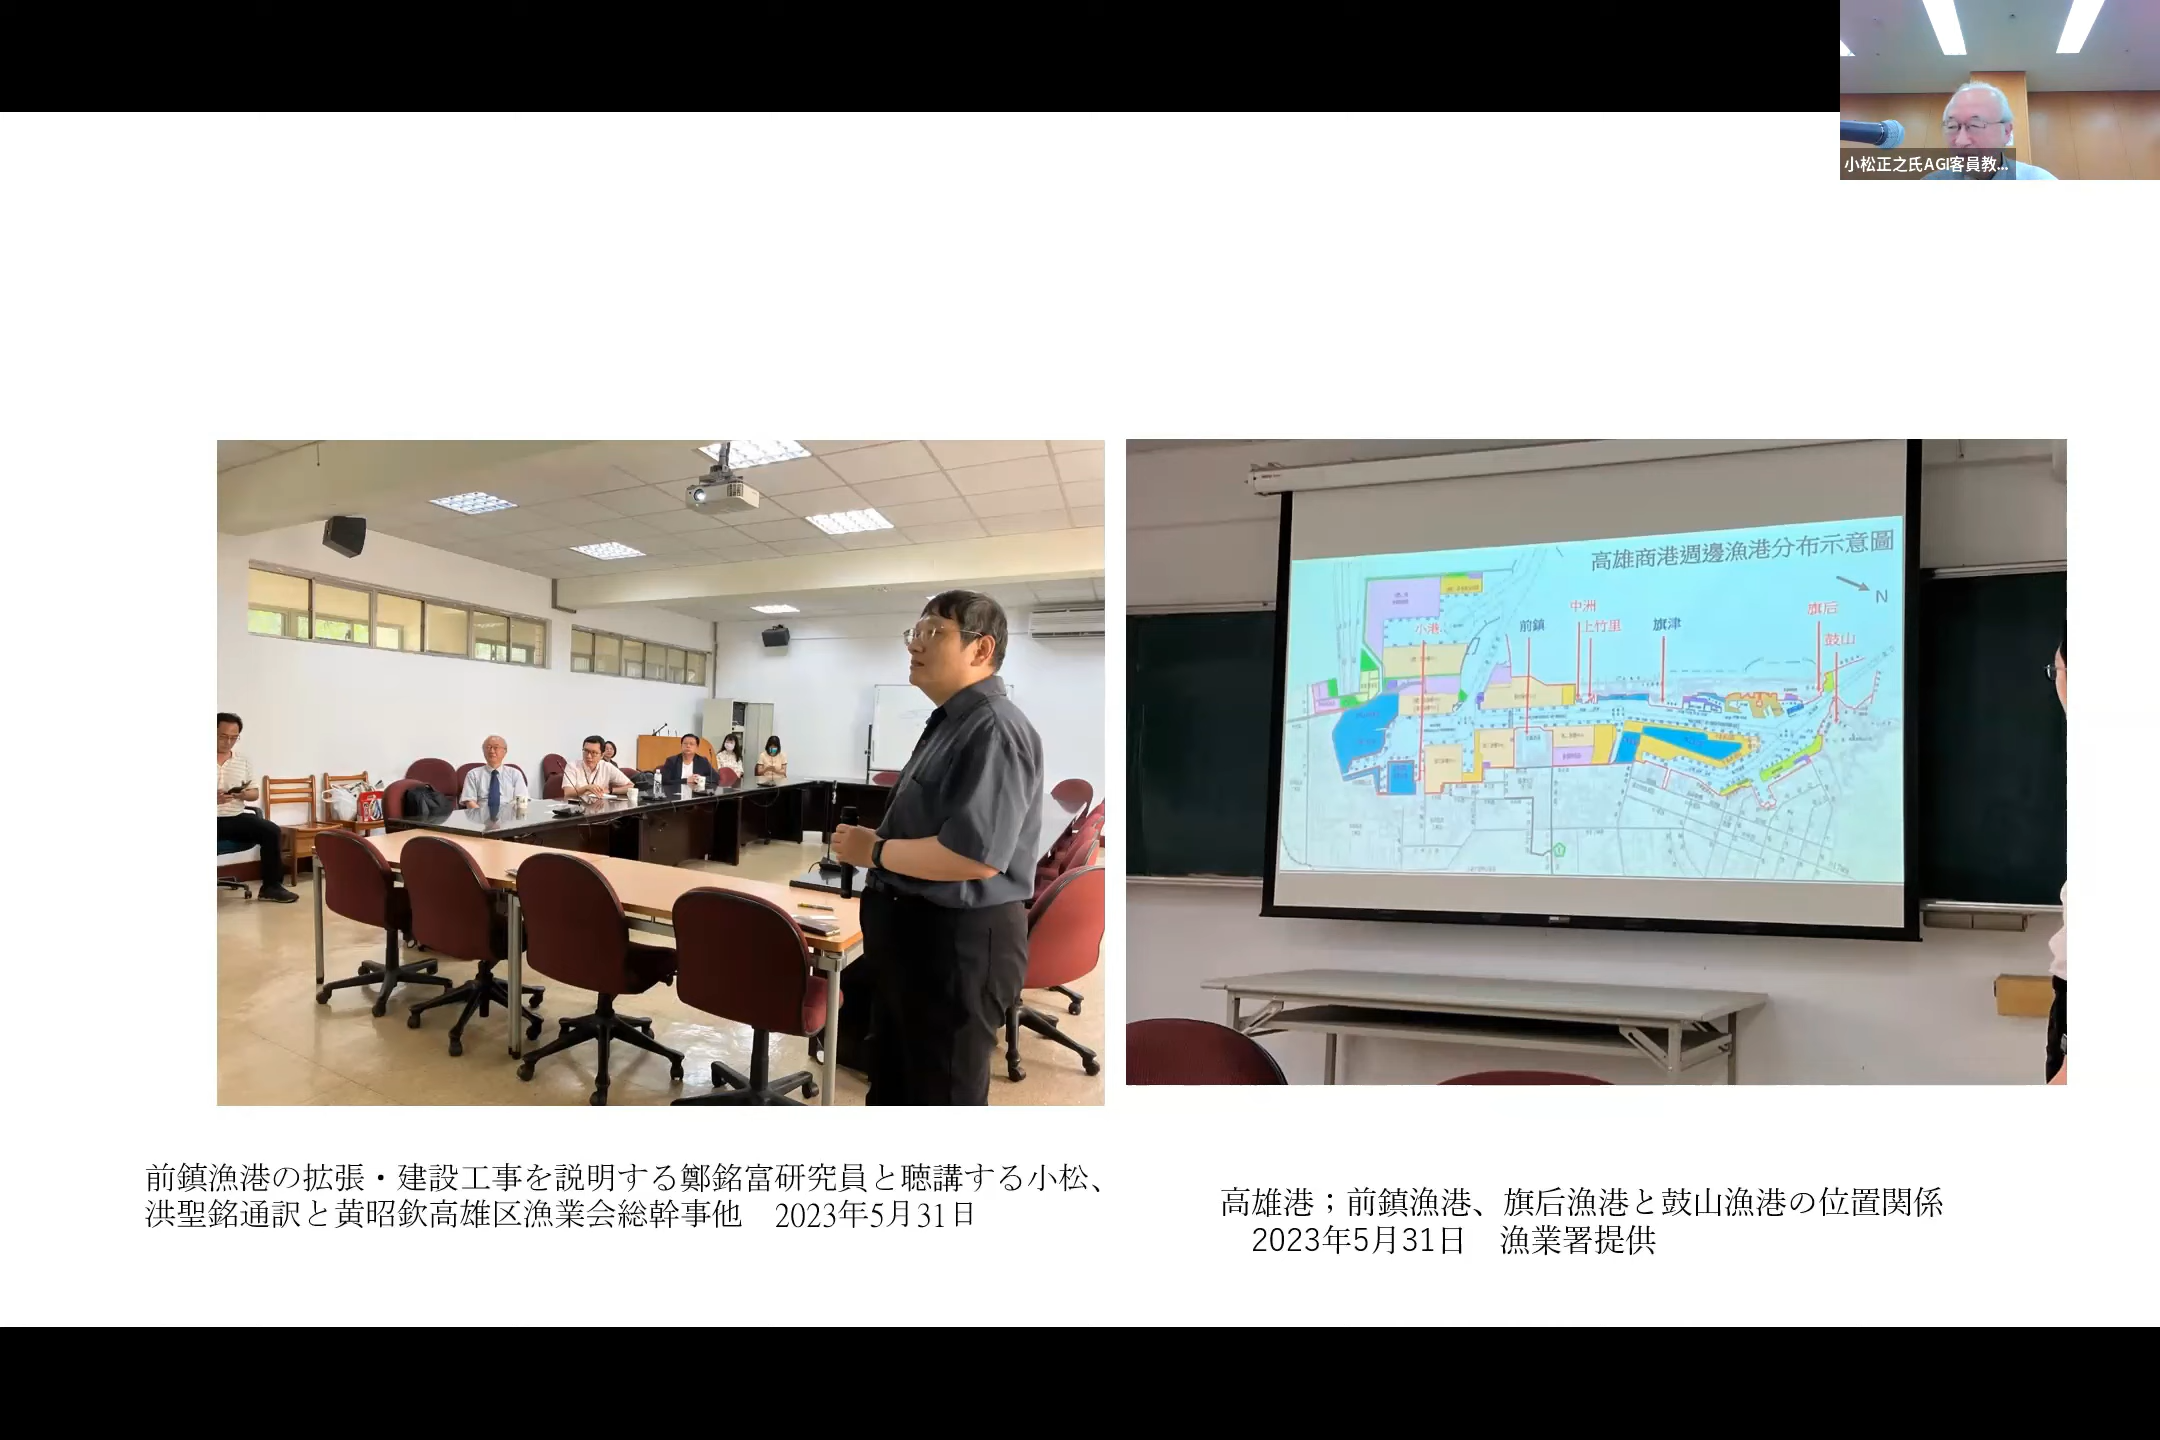 小松正之氏AGI客員教...
高雄商港週邊漁港分布示意圖
N
中洲
旗后
小港
前鎮
上竹里
旗津
鼓山
前鎮漁港の拡張・建設工事を説明する鄭銘富研究員と聴講する小松、
洪聖銘通訳と黄昭欽高雄区漁業会総幹事他 2023年5月31日
高雄港；前鎮漁港、旗后漁港と鼓山漁港の位置関係
2023年5月31日 漁業署提供